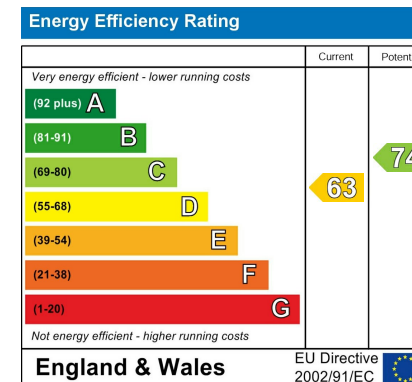 Energy Efficiency Rating
Current Potent
Very energy efficient - lower running costs
(92 plus) A
(81-91) B
(69-80) C
(55-68) D
(39-54) E
(21-38) F
(1-20) G
63
74
Not energy efficient - higher running costs
England & Wales
EU Directive
2002/91/EC